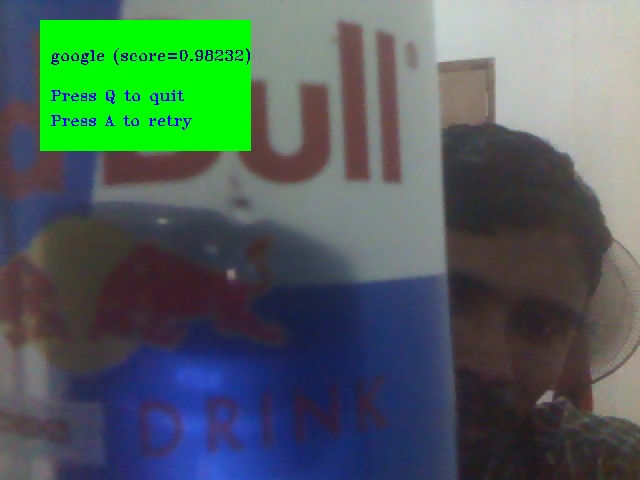 google (score=0.98232)
Press Q to quit
Press A to retry
d Bull®
DRINK